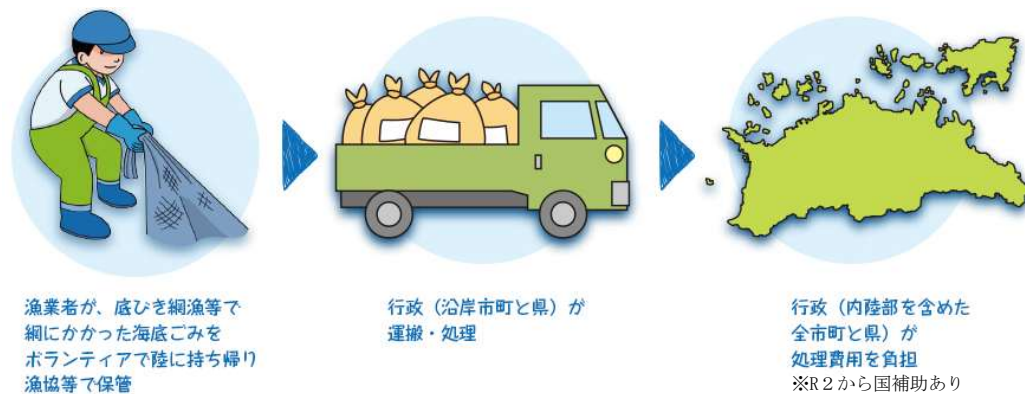 漁業者が、底びき網漁等で
網にかかった海底ごみを
ボランティアで陸に持ち帰り
漁協等で保管
行政（沿岸市町と県）が
運搬・処理
行政（内陸部を含めた
全市町と県）が
処理費用を負担
※R２から国補助あり